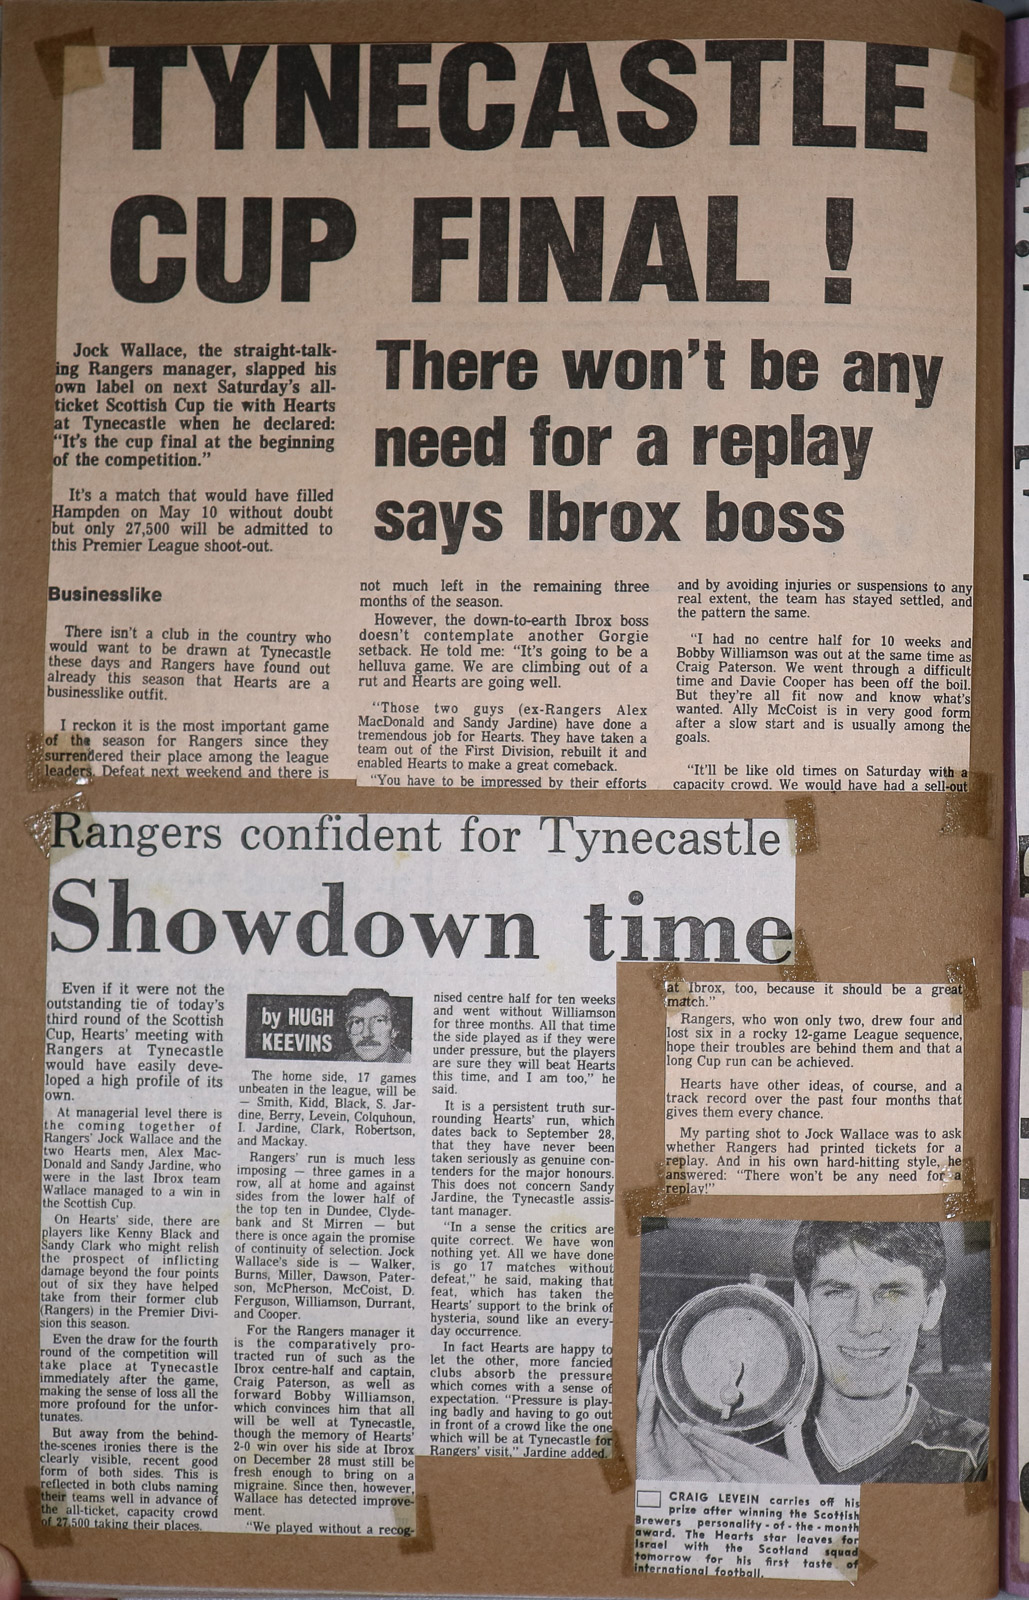 TYNECASTLE
CUP FINAL !
Jock Wallace, the straight-talk-
ing Rangers manager, slapped his
own label on next Saturday's all-
ticket Scottish Cup tie with Hearts
at Tynecastle when he declared:
"It's the cup final at the beginning
of the competition."
It's a match that would have filled
Hampden on May 10 without doubt
but only 27,500 will be admitted to
this Premier League shoot-out.
There won't be any
need for a replay
says Ibrox boss
Businesslike
There isn't a club in the country who
would want to be drawn at Tynecastle
these days and Rangers have found out
already this season that Hearts are a
businesslike outfit.
I reckon it is the most important game
of the season for Rangers since they
surrendered their place among the league
leaders. Defeat next weekend and there is
not much left in the remaining three
months of the season.
However, the down-to-earth Ibrox boss
doesn't contemplate another Gorgie
setback. He told me: "It's going to be a
helluva game. We are climbing out of a
rut and Hearts are going well.
"Those two guys (ex-Rangers Alex
MacDonald and Sandy Jardine) have done a
tremendous job for Hearts. They have taken a
team out of the First Division, rebuilt it and
enabled Hearts to make a great comeback.
"You have to be impressed by their efforts
and by avoiding injuries or suspensions to any
real extent, the team has stayed settled, and
the pattern the same.
"I had no centre half for 10 weeks and
Bobby Williamson was out at the same time as
Craig Paterson. We went through a difficult
time and Davie Cooper has been off the boil.
But they're all fit now and know what's
wanted. Ally McCoist is in very good form
after a slow start and is usually among the
goals.
"It'll be like old times on Saturday with a
capacity crowd. We would have had a sell-out
at Ibrox, too, because it should be a great
match."
Rangers, who won only two, drew four and
lost six in a rocky 12-game League sequence,
hope their troubles are behind them and that a
long Cup run can be achieved.
Hearts have other ideas, of course, and a
track record over the past four months that
gives them every chance.
My parting shot to Jock Wallace was to ask
whether Rangers had printed tickets for a
replay. And in his own hard-hitting style, he
answered: "There won't be any need for a
replay!"
Rangers confident for Tynecastle
Showdown time
Even if it were not the
outstanding tie of today's
third round of the Scottish
Cup, Hearts' meeting with
Rangers at Tynecastle
would have easily deve-
loped a high profile of its
own.
At managerial level there is
the coming together of
Rangers' Jock Wallace and the
two Hearts men, Alex Mac-
Donald and Sandy Jardine, who
were in the last Ibrox team
Wallace managed to a win in
the Scottish Cup.
On Hearts' side, there are
players like Kenny Black and
Sandy Clark who might relish
the prospect of inflicting
damage beyond the four points
out of six they have helped
take from their former club
(Rangers) in the Premier Divi-
sion this season.
Even the draw for the fourth
round of the competition will
take place at Tynecastle
immediately after the game,
making the sense of loss all the
more profound for the unfor-
tunates.
But away from the behind-
the-scenes ironies there is the
clearly visible, recent good
form of both sides. This is
reflected in both clubs naming
their teams well in advance of
the all-ticket, capacity crowd
of 27,500 taking their places.
by HUGH
KEEVINS
The home side, 17 games
unbeaten in the league, will be
— Smith, Kidd, Black, S. Jar-
dine, Berry, Levein, Colquhoun,
I. Jardine, Clark, Robertson,
and Mackay.
Rangers' run is much less
imposing — three games in a
row, all at home and against
sides from the lower half of
the top ten in Dundee, Clyde-
bank and St Mirren — but
there is once again the promise
of continuity of selection. Jock
Wallace's side is — Walker,
Burns, Miller, Dawson, Pater-
son, McPherson, McCoist, D.
Ferguson, Williamson, Durrant,
and Cooper.
For the Rangers manager it
is the comparatively pro-
tracted run of such as the
Ibrox centre-half and captain,
Craig Paterson, as well as
forward Bobby Williamson,
which convinces him that all
will be well at Tynecastle,
though the memory of Hearts'
2-0 win over his side at Ibrox
on December 28 must still be
fresh enough to bring on a
migraine. Since then, however,
Wallace has detected improve-
ment.
"We played without a recog-
nised centre half for ten weeks
and went without Williamson
for three months. All that time
the side played as if they were
under pressure, but the players
are sure they will beat Hearts
this time, and I am too," he
said.
It is a persistent truth sur-
rounding Hearts' run, which
dates back to September 28,
that they have never been
taken seriously as genuine con-
tenders for the major honours.
This does not concern Sandy
Jardine, the Tynecastle assis-
tant manager.
"In a sense the critics are
quite correct. We have won
nothing yet. All we have done
is go 17 matches without
defeat," he said, making that
feat, which has taken the
Hearts' support to the brink of
hysteria, sound like an every-
day occurrence.
In fact Hearts are happy to
let the other, more fancied
clubs absorb the pressure
which comes with a sense of
expectation. "Pressure is play-
ing badly and having to go out
in front of a crowd like the one
which will be at Tynecastle for
Rangers' visit," Jardine added.
CRAIG LEVEIN carries off his
prize after winning the Scottish
Brewers personality-of-the-month
award. The Hearts star leaves for
Israel with the Scotland squad
tomorrow for his first taste of
international football.